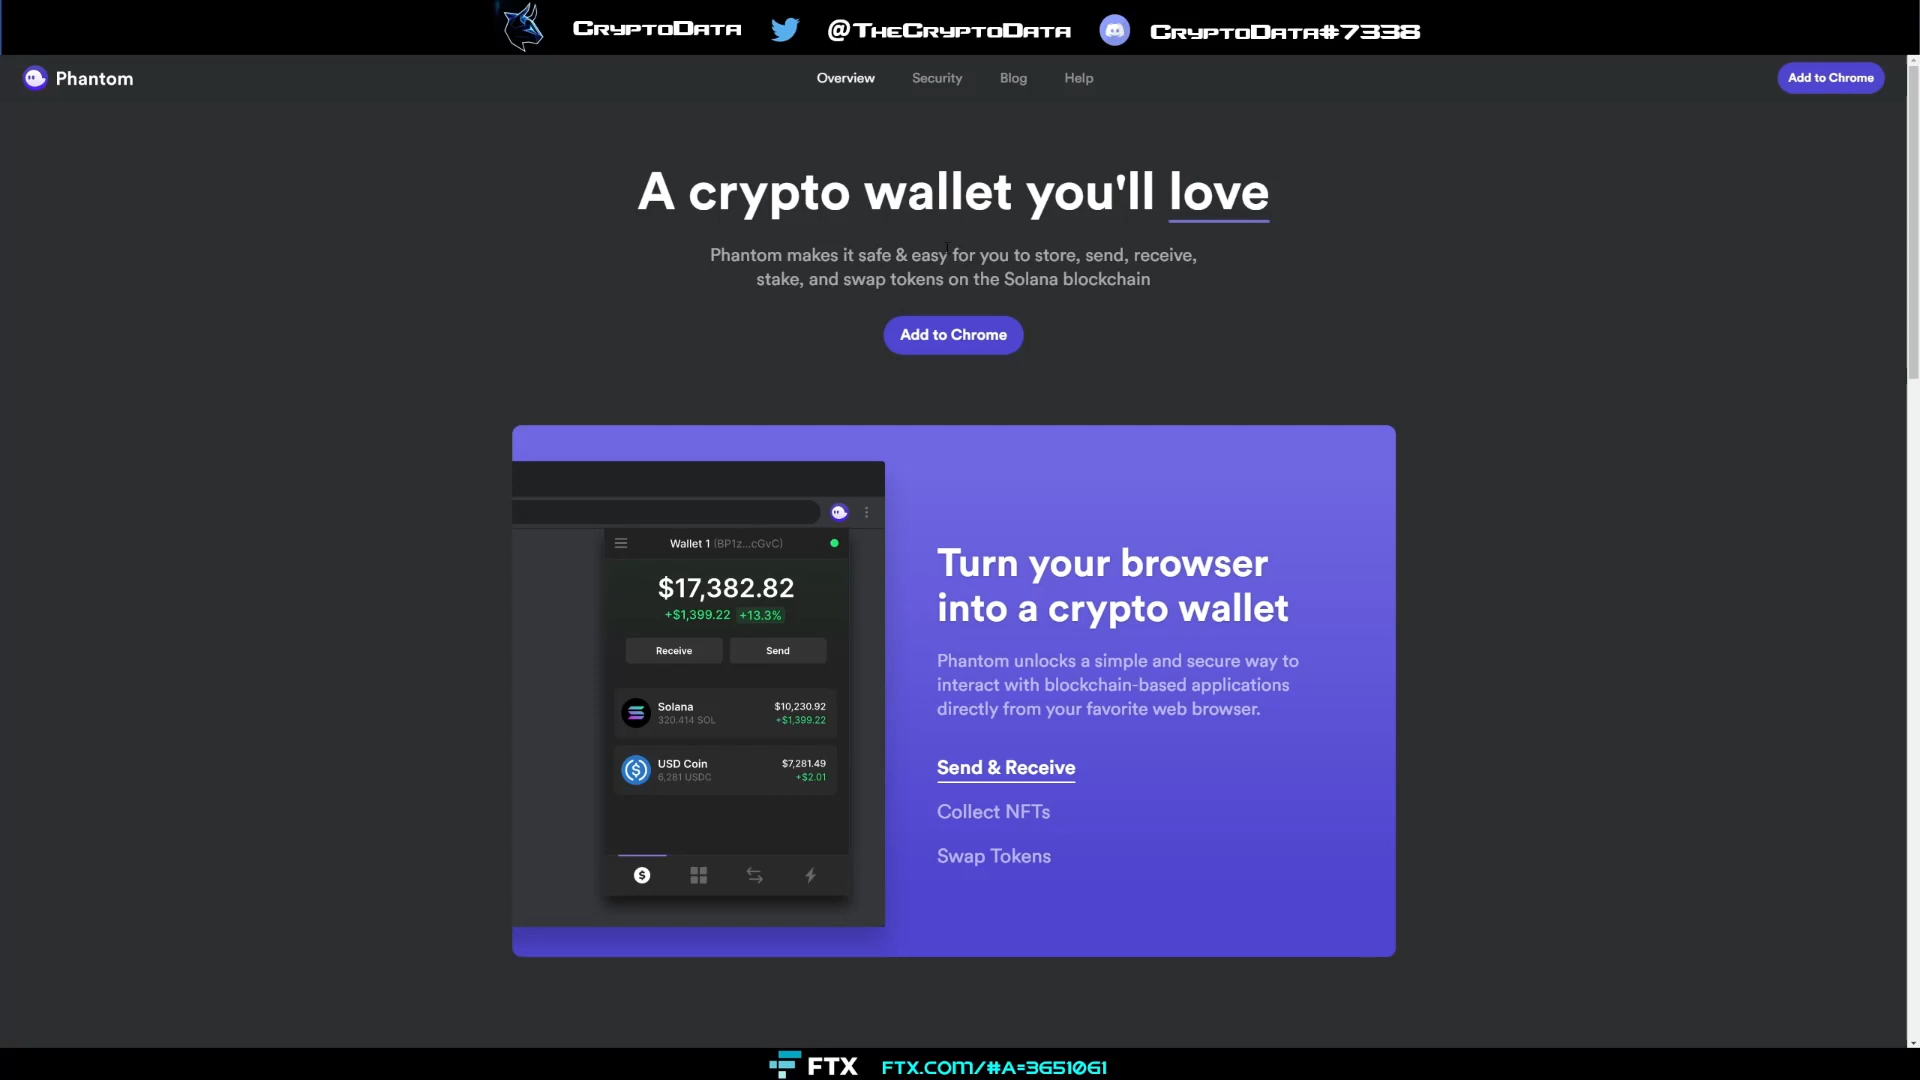 CryptoData @TheCryptoData CryptoData#7338
Phantom Overview Security Blog Help Add to Chrome
A crypto wallet you'll love
Phantom makes it safe & easy for you to store, send, receive,
stake, and swap tokens on the Solana blockchain
Add to Chrome
Wallet 1 (BP1z...cGvC)
$17,382.82
+$1,399.22 +13.3%
Receive Send
Solana $10,230.92
320.414 SOL +$1,399.22
USD Coin $7,281.49
6,281 USDC +$2.01
Turn your browser
into a crypto wallet
Phantom unlocks a simple and secure way to
interact with blockchain-based applications
directly from your favorite web browser.
Send & Receive
Collect NFTs
Swap Tokens
FTX FTX.com/#a=3651061